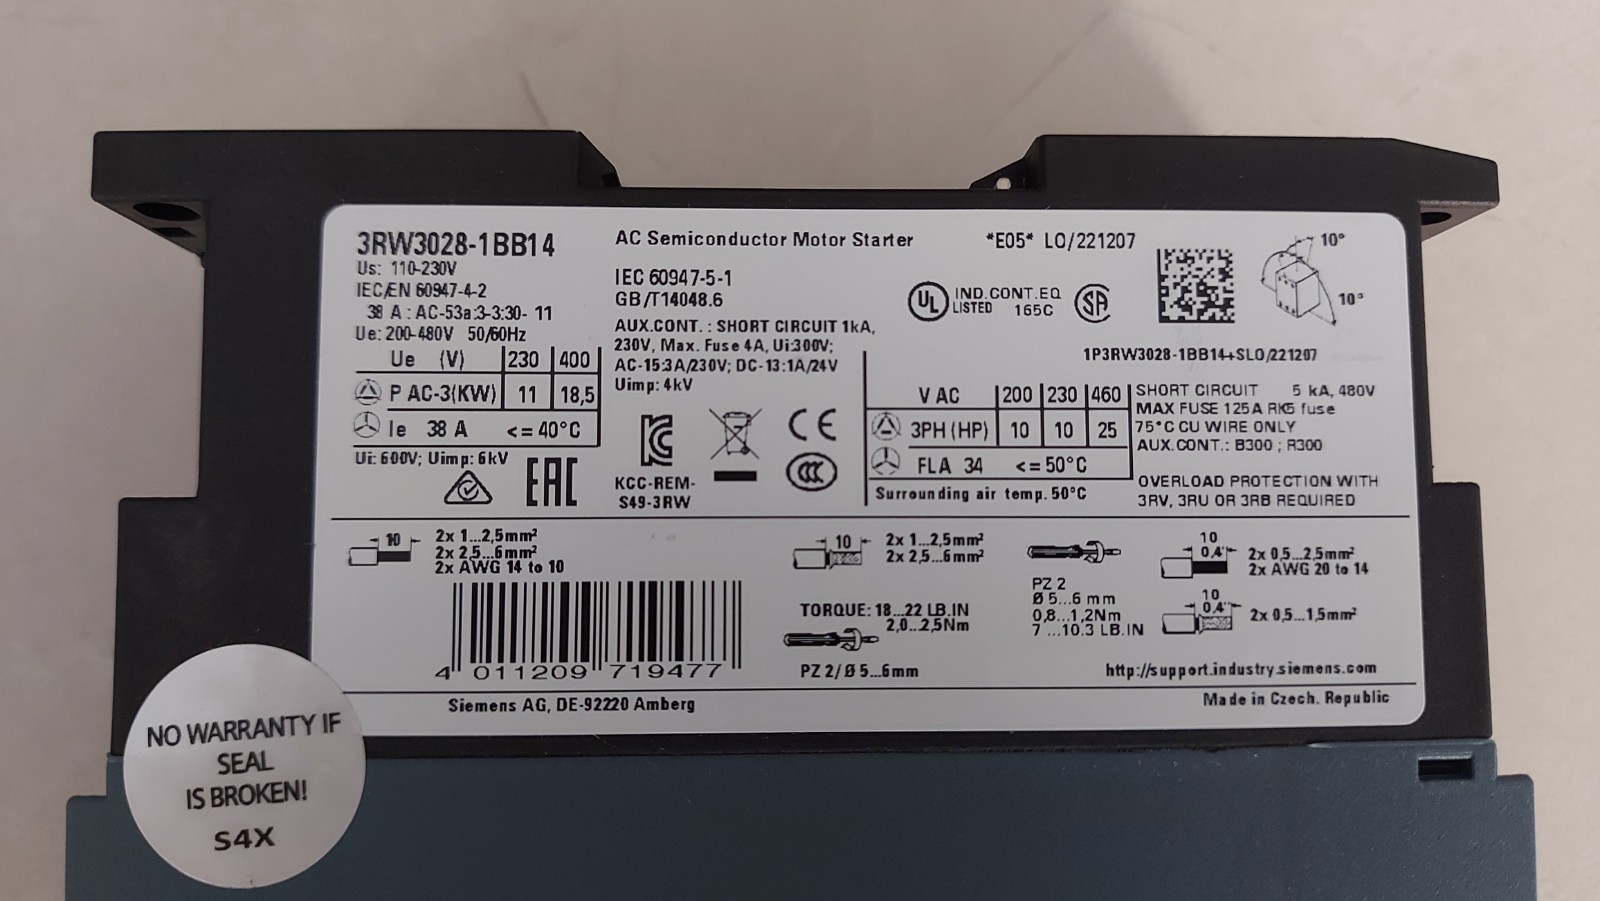 3RW3028-1BB14
Us: 110-230V
IEC/EN 60947-4-2
38 A : AC-53a:3-3:30- 11
Ue: 200-480V 50/60Hz
Ue (V) 230 400
P AC-3(KW) 11 18,5
Ie 38 A <= 40°C
Ui: 600V; Uimp: 6kV
EAC
AC Semiconductor Motor Starter
IEC 60947-5-1
GB/T14048.6
AUX.CONT. : SHORT CIRCUIT 1kA,
230V, Max. Fuse 4A, Ui:300V;
AC-15:3A/230V; DC-13:1A/24V
Uimp: 4kV
KCC-REM-
S49-3RW
CE
CCC
*E05* LO/221207
UL
LISTED
IND.CONT.EQ
165C
SA
10°
10°
1P3RW3028-1BB14+SLO/221207
V AC 200 230 460
3PH (HP) 10 10 25
FLA 34 <= 50°C
Surrounding air temp. 50°C
SHORT CIRCUIT 5 kA, 480V
MAX FUSE 125A RK5 fuse
75°C CU WIRE ONLY
AUX.CONT.: B300 ; R300
OVERLOAD PROTECTION WITH
3RV, 3RU OR 3RB REQUIRED
10
2x 1...2,5mm²
2x 2,5...6mm²
2x AWG 14 to 10
10
2x 1...2,5mm²
2x 2,5...6mm²
TORQUE: 18...22 LB.IN
2,0...2,5Nm
PZ 2/Ø 5...6mm
PZ 2
Ø 5...6 mm
0,8...1,2Nm
7 ...10.3 LB.IN
10
0,4"
2x 0,5...2,5mm²
2x AWG 20 to 14
10
0,4"
2x 0,5...1,5mm²
4 011209 719477
http://support.industry.siemens.com
Siemens AG, DE-92220 Amberg
Made in Czech. Republic
NO WARRANTY IF
SEAL
IS BROKEN!
S4X